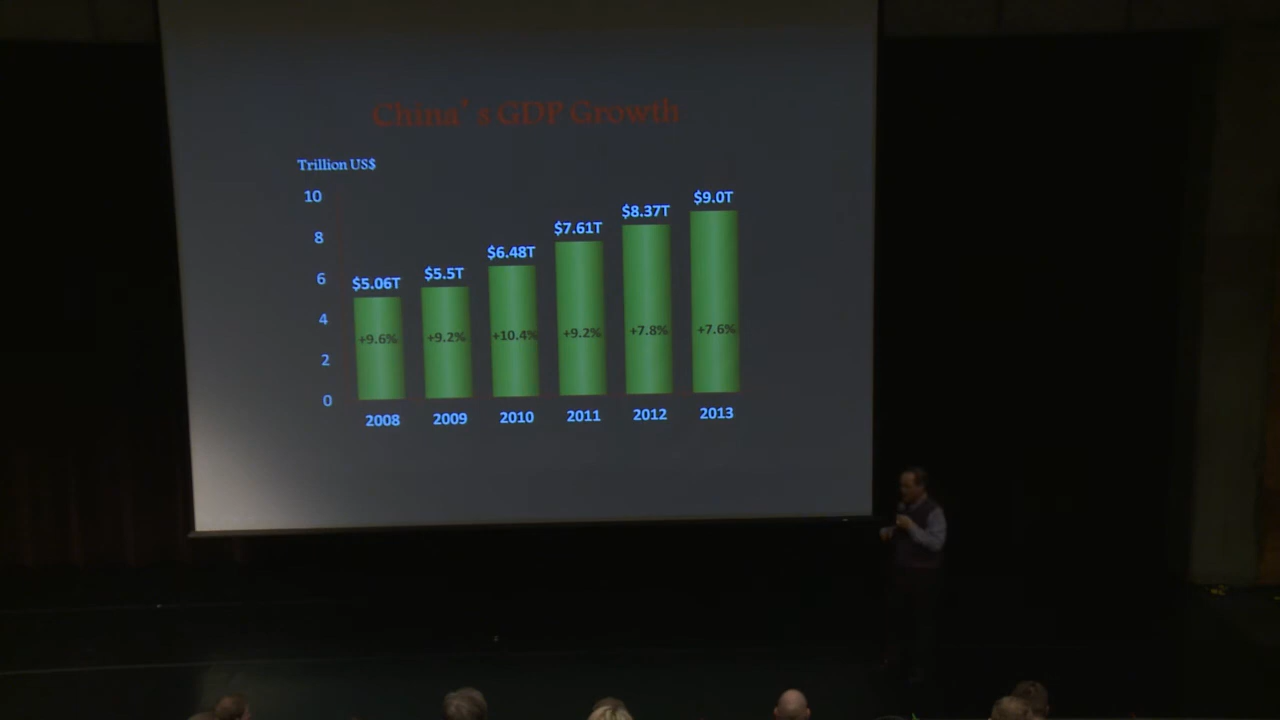 China's GDP Growth
Trillion US$
10
8
6
4
2
0
$5.06T
$5.5T
$6.48T
$7.61T
$8.37T
$9.0T
+9.6%
+9.2%
+10.4%
+9.2%
+7.8%
+7.6%
2008
2009
2010
2011
2012
2013